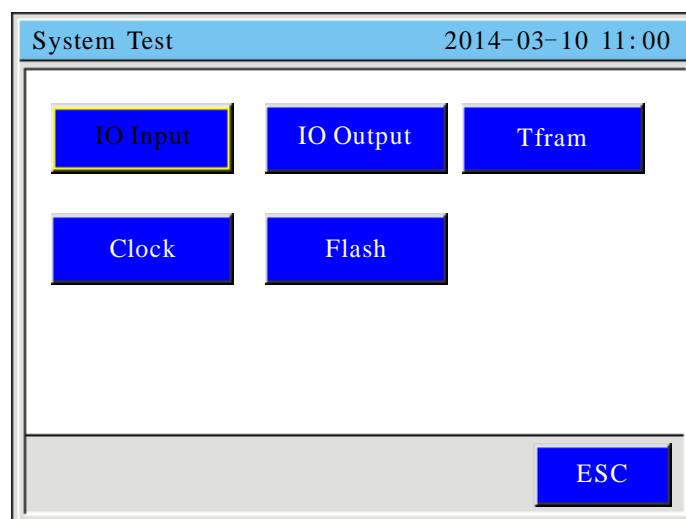 System Test 2014-03-10 11:00
IO Input IO Output Tfram
Clock Flash
ESC